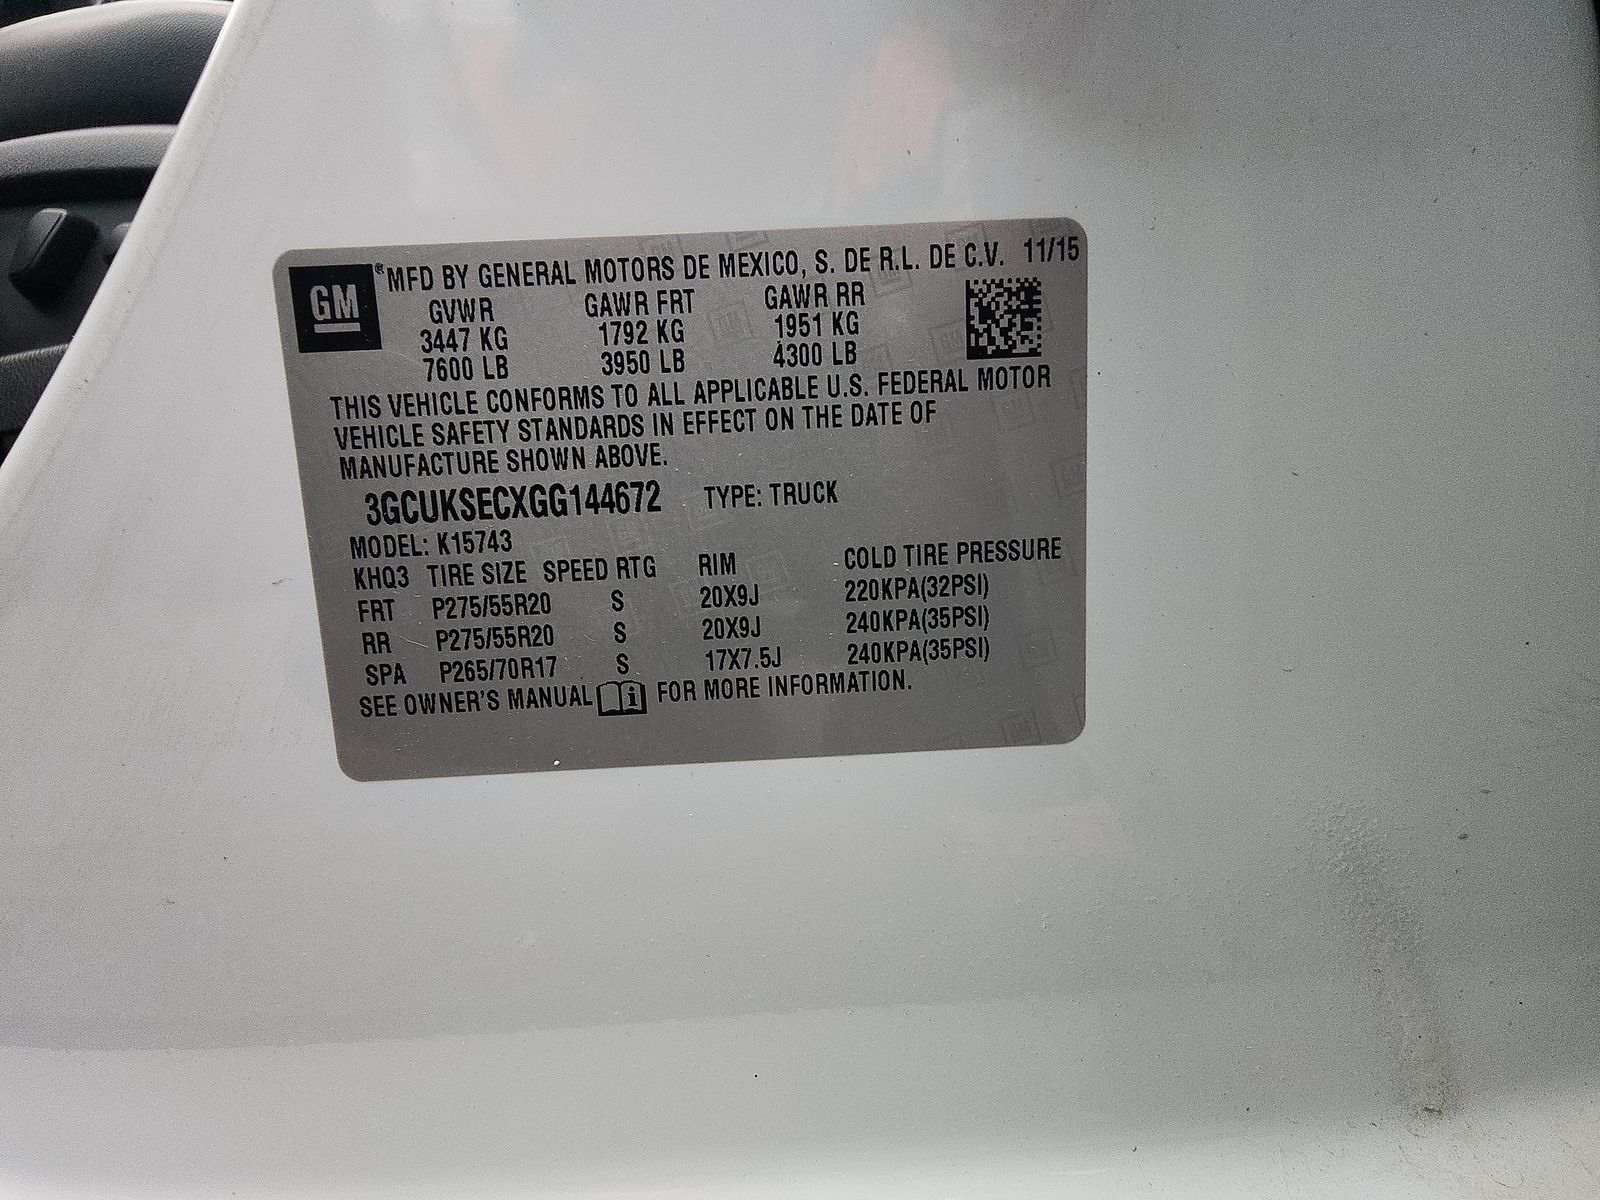 GM ® MFD BY GENERAL MOTORS DE MEXICO, S. DE R.L. DE C.V. 11/15
GVWR GAWR FRT GAWR RR
3447 KG 1792 KG 1951 KG
7600 LB 3950 LB 4300 LB
THIS VEHICLE CONFORMS TO ALL APPLICABLE U.S. FEDERAL MOTOR
VEHICLE SAFETY STANDARDS IN EFFECT ON THE DATE OF
MANUFACTURE SHOWN ABOVE.
3GCUKSECXGG144672 TYPE: TRUCK
MODEL: K15743
KHQ3 TIRE SIZE SPEED RTG RIM COLD TIRE PRESSURE
FRT P275/55R20 S 20X9J 220KPA(32PSI)
RR P275/55R20 S 20X9J 240KPA(35PSI)
SPA P265/70R17 S 17X7.5J 240KPA(35PSI)
SEE OWNER'S MANUAL i FOR MORE INFORMATION.